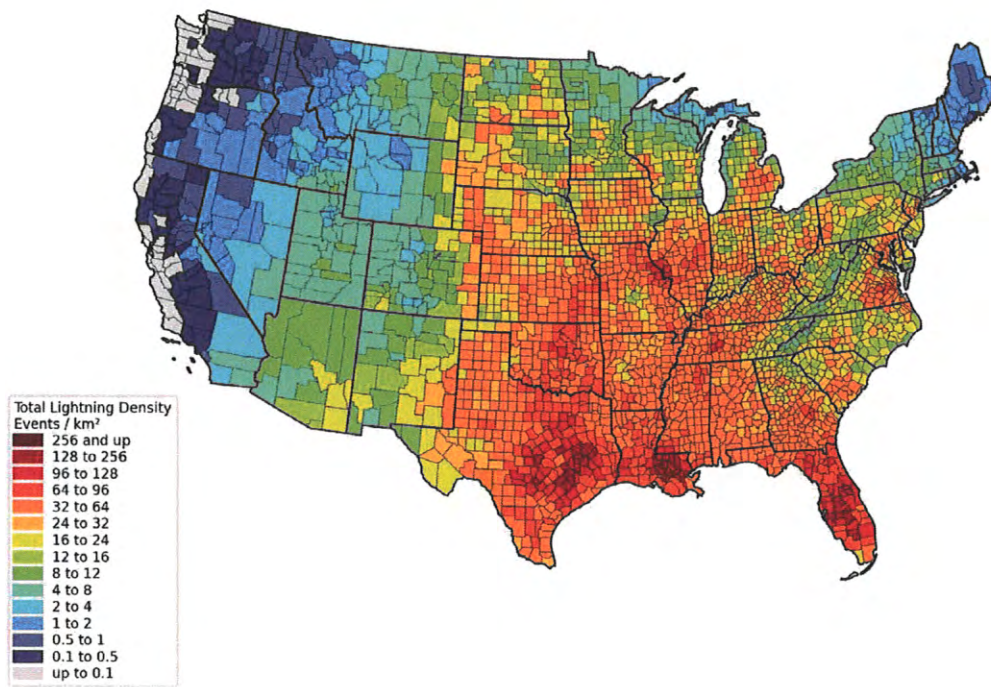 Total Lightning Density
Events / km²
256 and up
128 to 256
96 to 128
64 to 96
32 to 64
24 to 32
16 to 24
12 to 16
8 to 12
4 to 8
2 to 4
1 to 2
0.5 to 1
0.1 to 0.5
up to 0.1